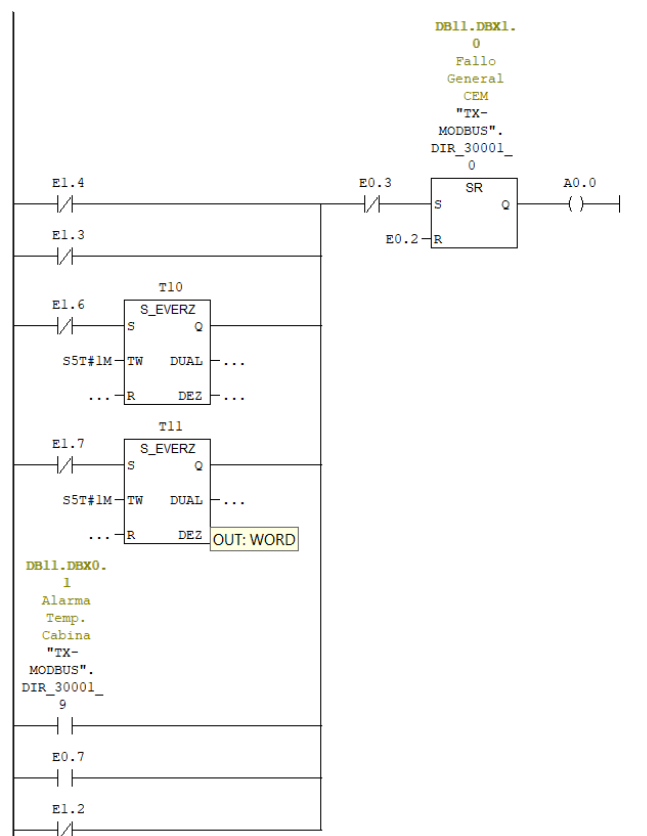 DB11.DBX1.
0
Fallo
General
CEM
"TX-
MODBUS".
DIR_30001_
0
E1.4
E0.3
SR
A0.0
S
Q
E1.3
E0.2
R
T10
E1.6
S_EVERZ
S
Q
S5T#1M
TW
DUAL
...
...
R
DEZ
...
T11
E1.7
S_EVERZ
S
Q
S5T#1M
TW
DUAL
...
...
R
DEZ
OUT: WORD
DB11.DBX0.
1
Alarma
Temp.
Cabina
"TX-
MODBUS".
DIR_30001_
9
E0.7
E1.2